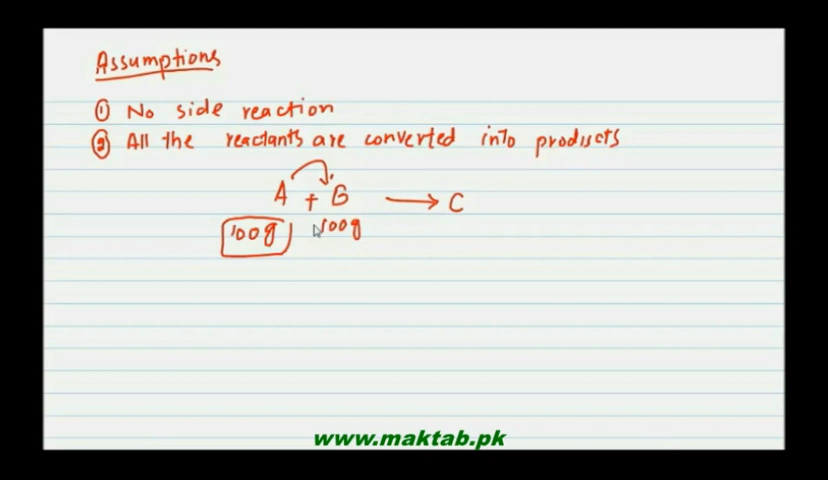 Assumptions
① No side reaction
② All the reactants are converted into products
A + B → C
100g 100g
www.maktab.pk